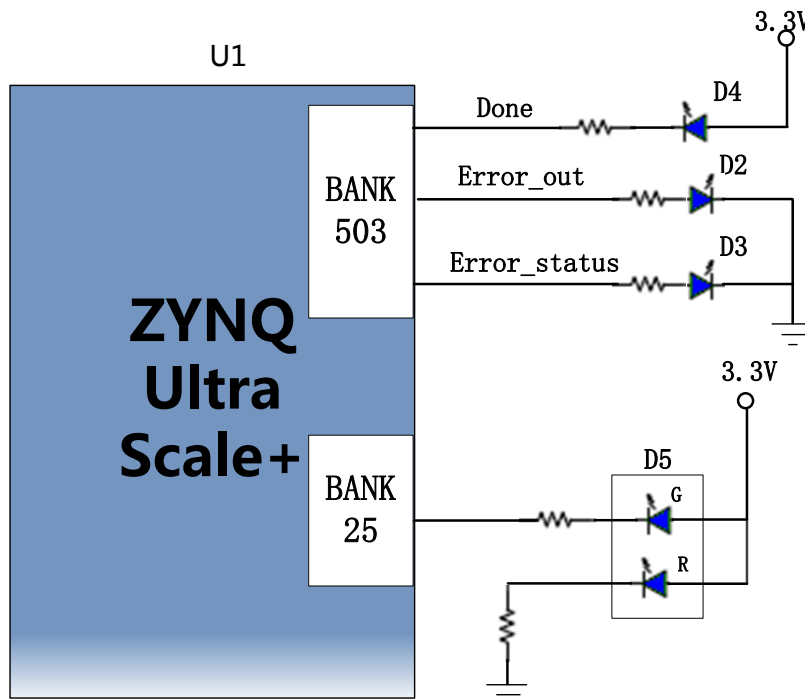 U1
3.3V
D4
Done
D2
Error_out
BANK
503
D3
Error_status
ZYNQ
Ultra
Scale+
3.3V
D5
G
BANK
25
R